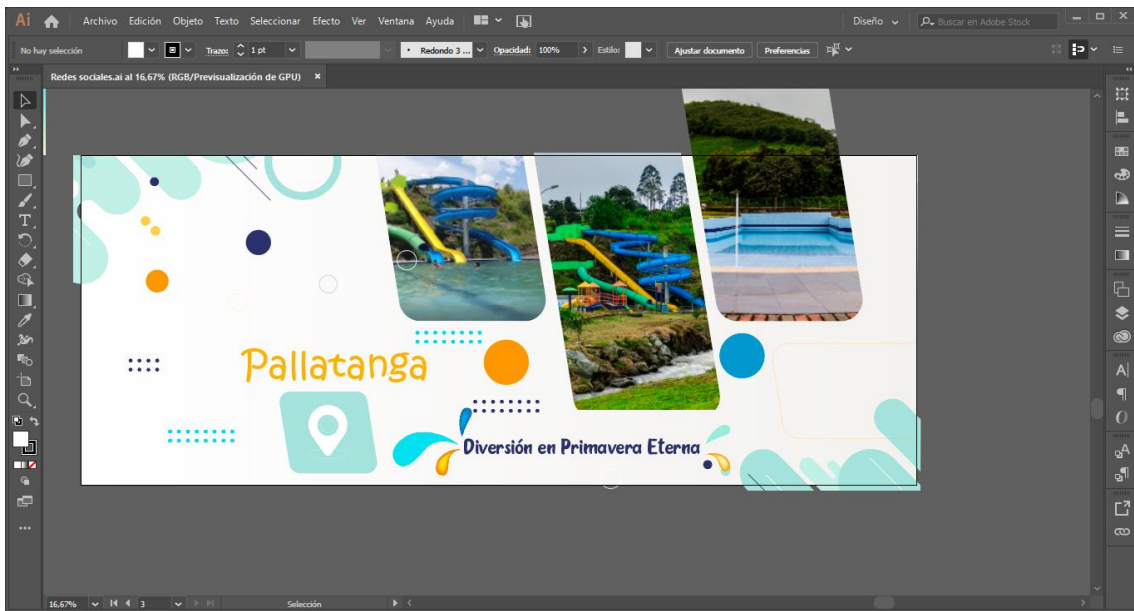 Ai Archivo Edición Objeto Texto Seleccionar Efecto Ver Ventana Ayuda Diseño Buscar en Adobe Stock
No hay selección Trazo: 1 pt Redondo 3 ... Opacidad: 100% Estilo: Ajustar documento Preferencias
Redes sociales.ai al 16,67% (RGB/Previsualización de GPU) ×
Pallatanga
Diversión en Primavera Eterna
16,67% 3 Selección